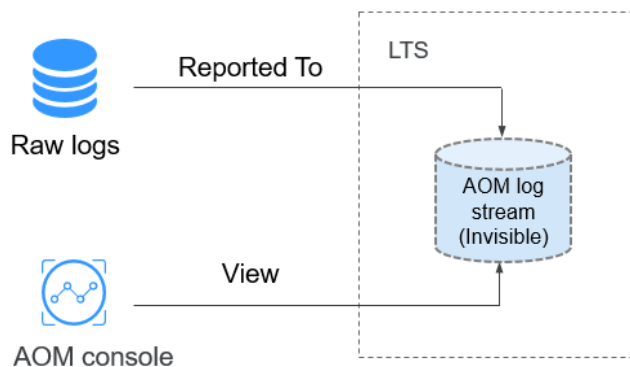 LTS
Reported To
Raw logs
AOM log
stream
(Invisible)
View
AOM console